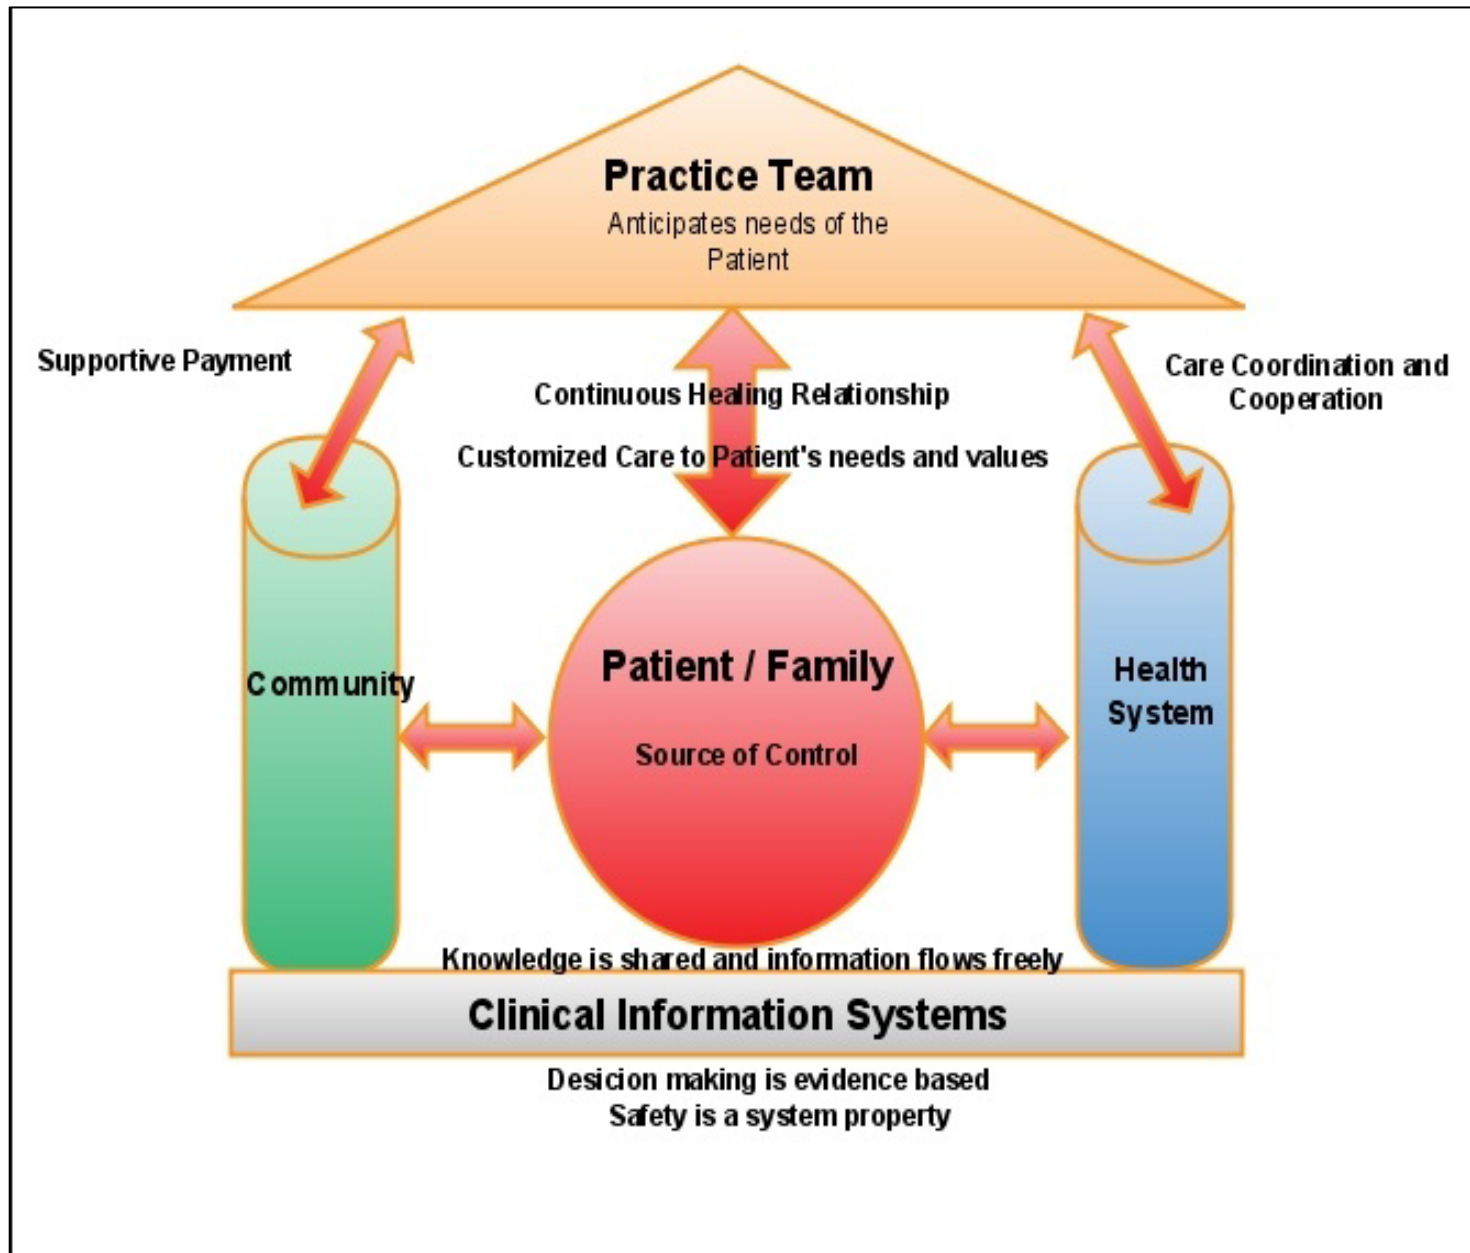 Practice Team
Anticipates needs of the
Patient
Supportive Payment
Care Coordination and
Cooperation
Continuous Healing Relationship
Customized Care to Patient's needs and values
Community
Patient / Family
Source of Control
Health
System
Knowledge is shared and information flows freely
Clinical Information Systems
Desicion making is evidence based
Safety is a system property